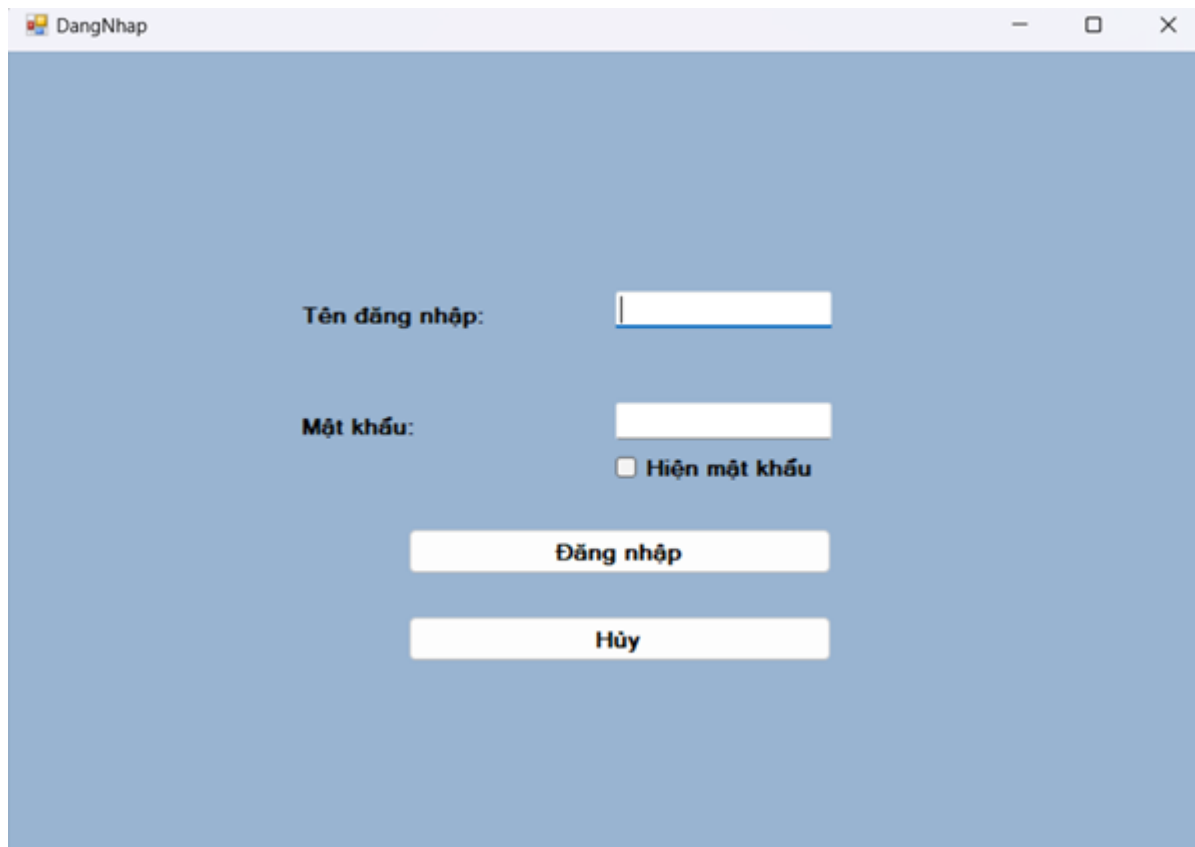 DangNhap
Tên đăng nhập:
Mật khẩu:
Hiện mật khẩu
Đăng nhập
Hủy